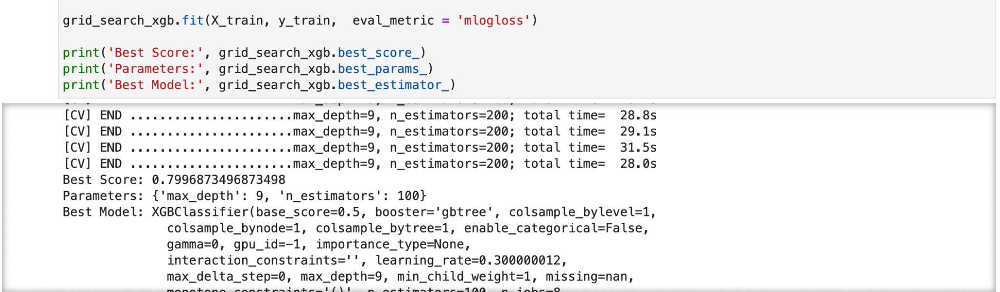 grid_search_xgb.fit(X_train, y_train,  eval_metric = 'mlogloss')
print('Best Score:', grid_search_xgb.best_score_)
print('Parameters:', grid_search_xgb.best_params_)
print('Best Model:', grid_search_xgb.best_estimator_)
[CV] END ......................max_depth=9, n_estimators=200; total time=  28.8s
[CV] END ......................max_depth=9, n_estimators=200; total time=  29.1s
[CV] END ......................max_depth=9, n_estimators=200; total time=  31.5s
[CV] END ......................max_depth=9, n_estimators=200; total time=  28.0s
Best Score: 0.7996873496873498
Parameters: {'max_depth': 9, 'n_estimators': 100}
Best Model: XGBClassifier(base_score=0.5, booster='gbtree', colsample_bylevel=1,
colsample_bynode=1, colsample_bytree=1, enable_categorical=False,
gamma=0, gpu_id=-1, importance_type=None,
interaction_constraints='', learning_rate=0.300000012,
max_delta_step=0, max_depth=9, min_child_weight=1, missing=nan,
monotone_constraints='()', n_estimators=100, n_jobs=8,